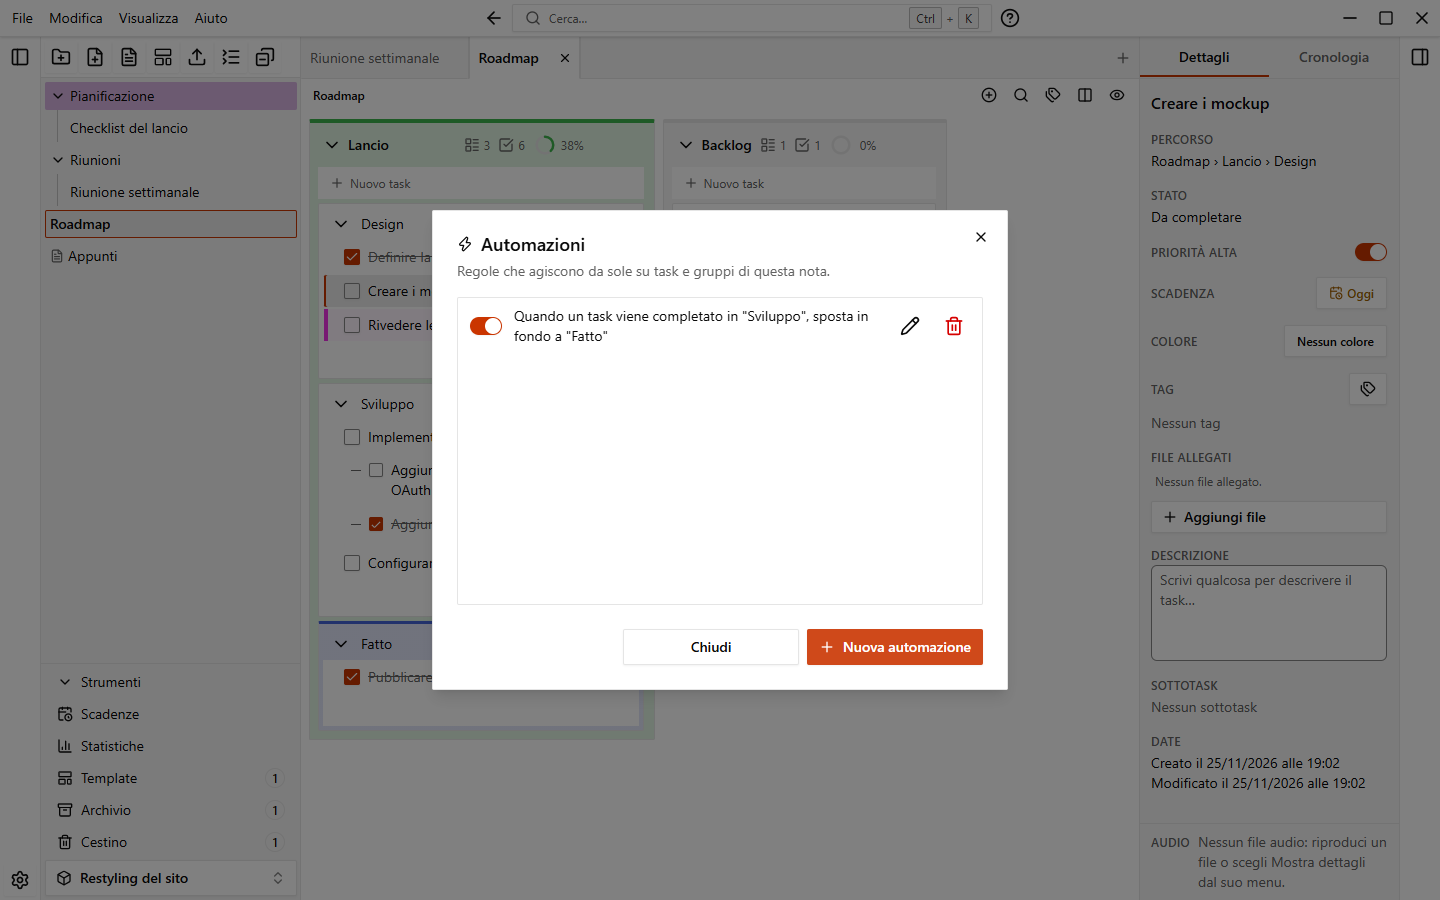 File Modifica Visualizza Aiuto
Cerca... Ctrl + K
Pianificazione
Checklist del lancio
Riunioni
Riunione settimanale
Roadmap
Appunti
Strumenti
Scadenze
Statistiche
Template 1
Archivio 1
Cestino 1
Restyling del sito
Riunione settimanale
Roadmap
Roadmap
Lancio 3 6 38%
Nuovo task
Design
Definire la
Creare i m
Rivedere le
Sviluppo
Implement
Aggiun
OAuth
Aggiun
Configurar
Fatto
Pubblicare
Backlog 1 1 0%
Nuovo task
Automazioni
Regole che agiscono da sole su task e gruppi di questa nota.
Quando un task viene completato in "Sviluppo", sposta in
fondo a "Fatto"
Chiudi
Nuova automazione
Dettagli Cronologia
Creare i mockup
PERCORSO
Roadmap › Lancio › Design
STATO
Da completare
PRIORITÀ ALTA
SCADENZA Oggi
COLORE Nessun colore
TAG
Nessun tag
FILE ALLEGATI
Nessun file allegato.
Aggiungi file
DESCRIZIONE
Scrivi qualcosa per descrivere il
task...
SOTTOTASK
Nessun sottotask
DATE
Creato il 25/11/2026 alle 19:02
Modificato il 25/11/2026 alle 19:02
AUDIO Nessun file audio: riproduci un
file o scegli Mostra dettagli
dal suo menu.